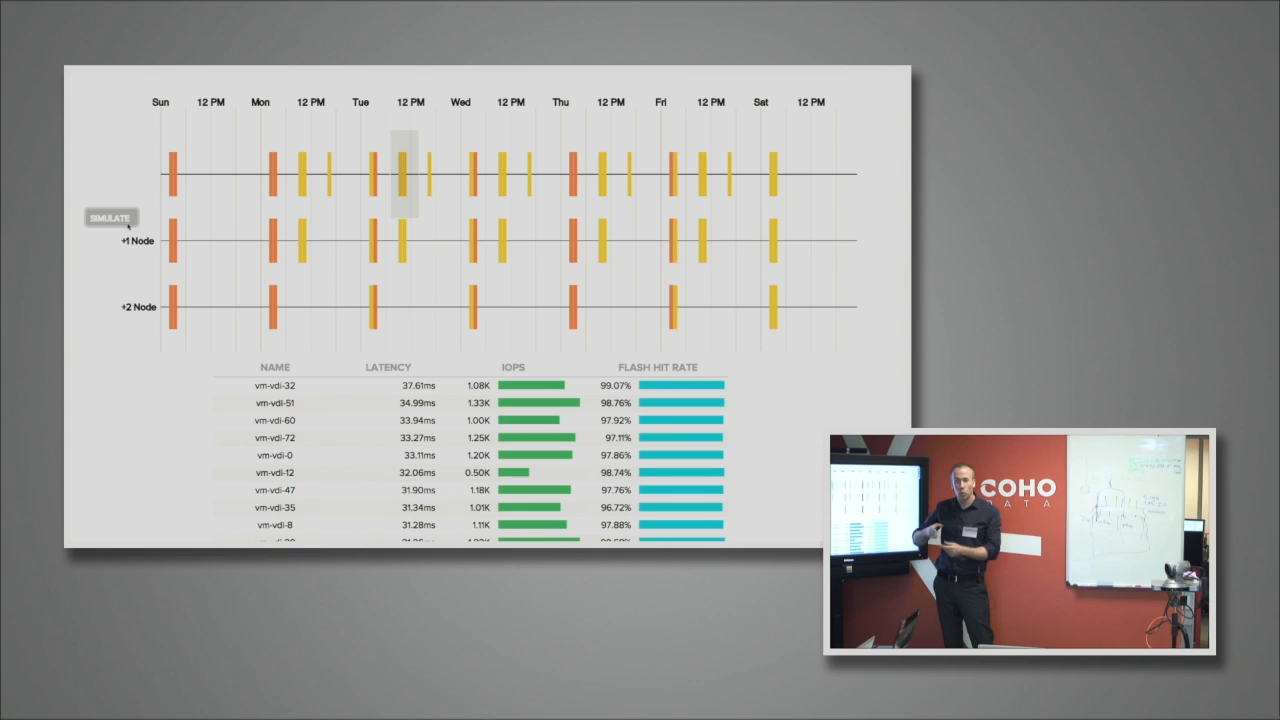 Sun 12 PM Mon 12 PM Tue 12 PM Wed 12 PM Thu 12 PM Fri 12 PM Sat 12 PM
SIMULATE
+1 Node
+2 Node
NAME LATENCY IOPS FLASH HIT RATE
vm-vdi-32 37.61ms 1.08K 99.07%
vm-vdi-51 34.99ms 1.33K 98.76%
vm-vdi-60 33.94ms 1.00K 97.92%
vm-vdi-72 33.27ms 1.25K 97.11%
vm-vdi-0 33.11ms 1.20K 97.86%
vm-vdi-12 32.06ms 0.50K 98.74%
vm-vdi-47 31.90ms 1.18K 97.76%
vm-vdi-35 31.34ms 1.01K 96.72%
vm-vdi-8 31.28ms 1.11K 97.88%
COHO
DATA